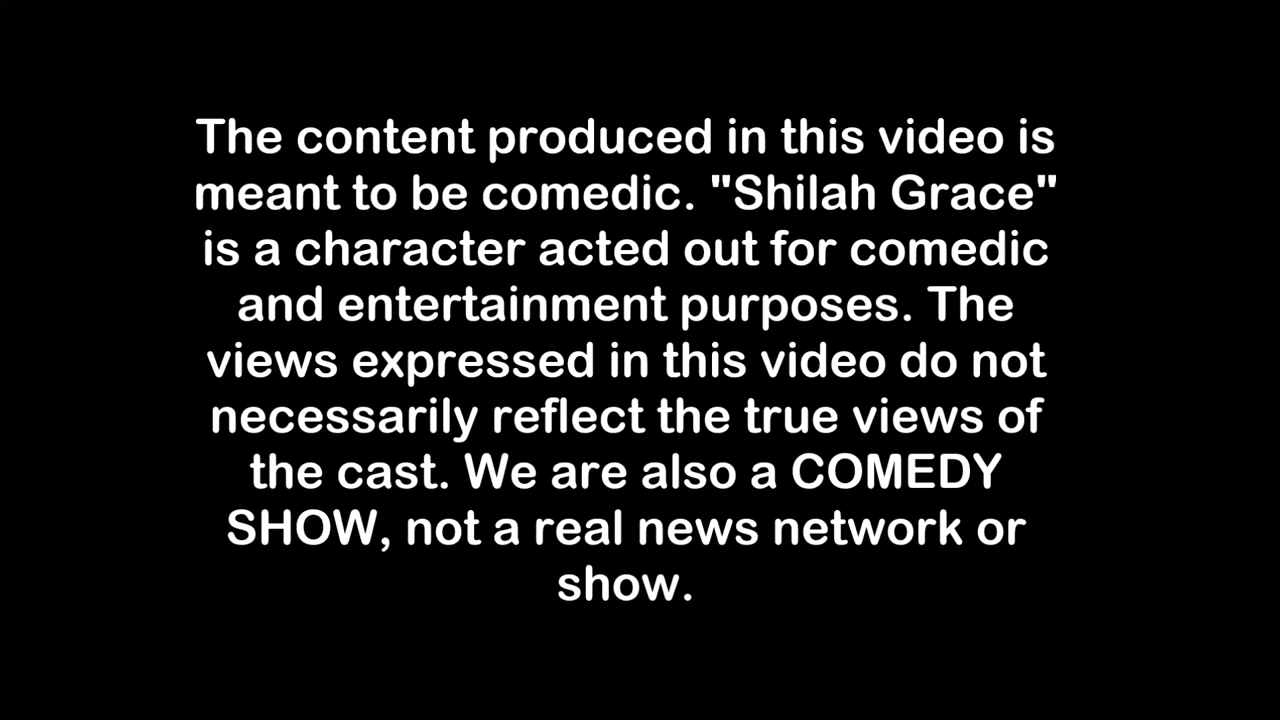 The content produced in this video is
meant to be comedic. "Shilah Grace"
is a character acted out for comedic
and entertainment purposes. The
views expressed in this video do not
necessarily reflect the true views of
the cast. We are also a COMEDY
SHOW, not a real news network or
show.